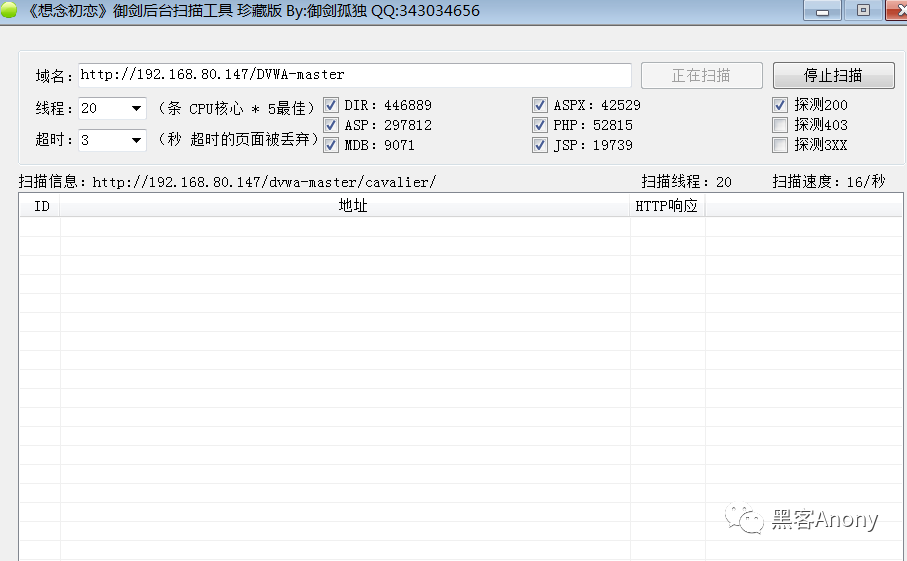 《想念初恋》御剑后台扫描工具 珍藏版 By:御剑孤独 QQ:343034656
域名: http://192.168.80.147/DVWA-master 正在扫描 停止扫描
线程: 20 (条 CPU核心 * 5最佳) DIR: 446889 ASPX: 42529 探测200
ASP: 297812 PHP: 52815 探测403
超时: 3 (秒 超时的页面被丢弃) MDB: 9071 JSP: 19739 探测3XX
扫描信息: http://192.168.80.147/dvwa-master/cavalier/ 扫描线程: 20 扫描速度: 16/秒
ID 地址 HTTP响应
黑客Anony